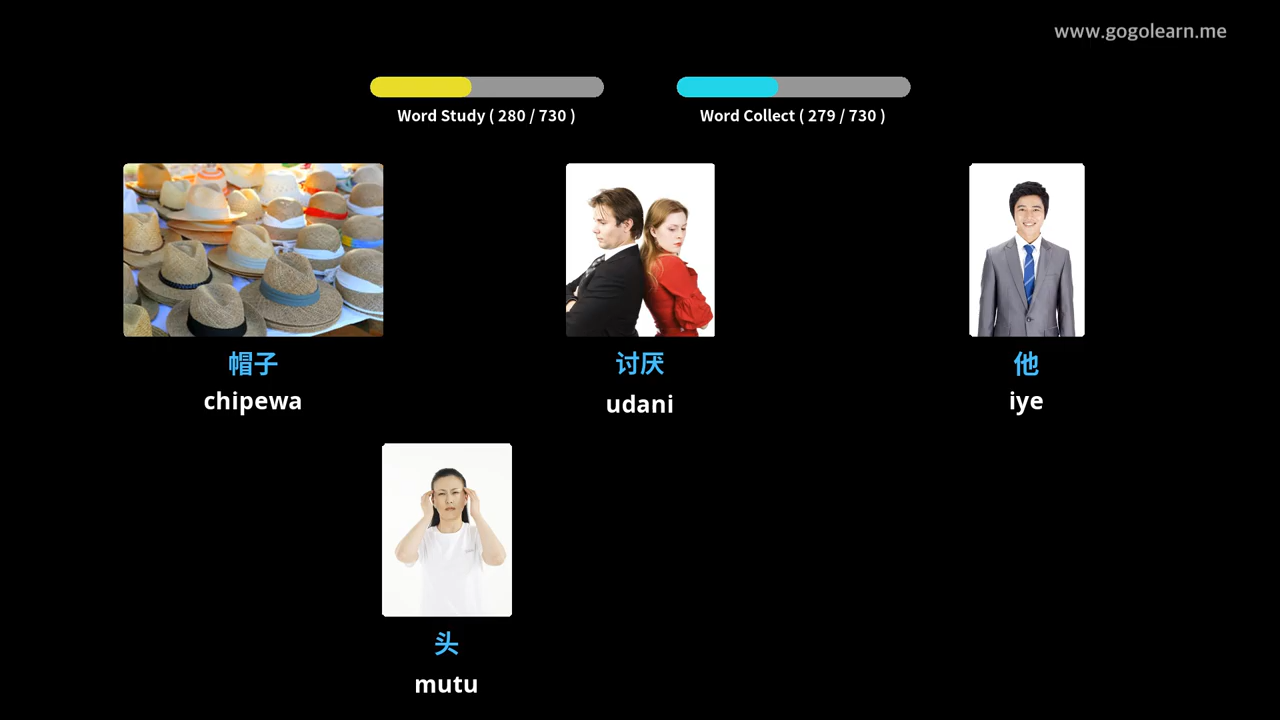 www.gogolearn.me
Word Study ( 280 / 730 )
Word Collect ( 279 / 730 )
帽子
chipewa
讨厌
udani
他
iye
头
mutu